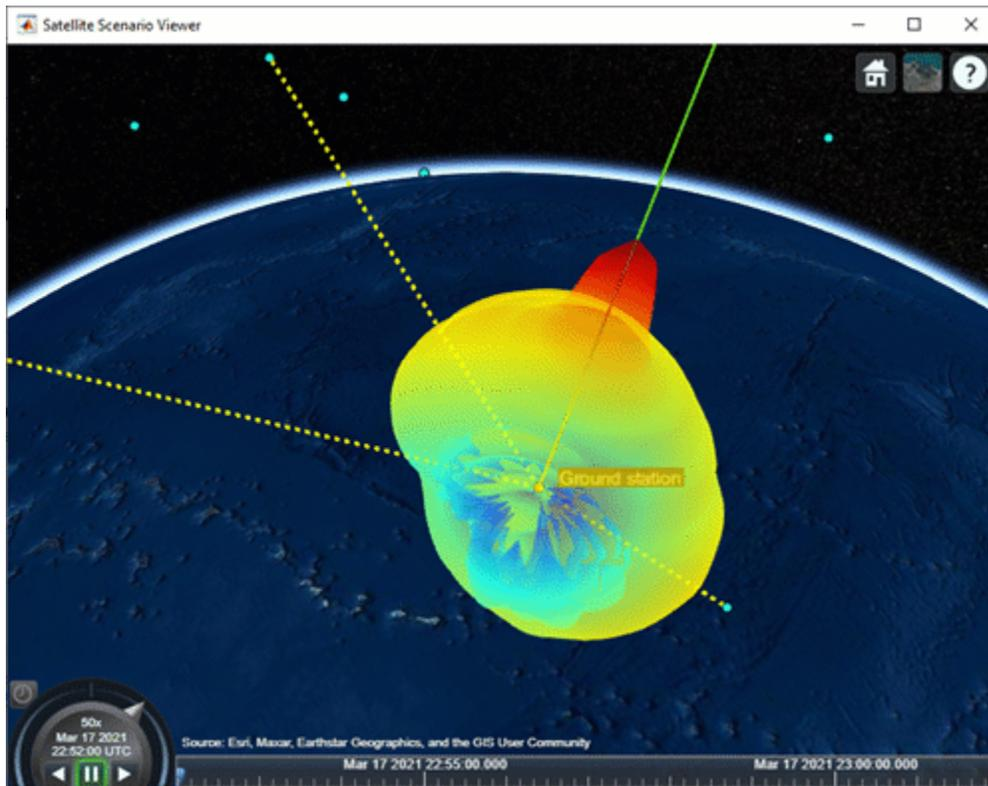 Satellite Scenario Viewer
?
Ground station
50x
Mar 17 2021
22:52:00 UTC
Source: Esri, Maxar, Earthstar Geographics, and the GIS User Community
Mar 17 2021 22:55:00.000
Mar 17 2021 23:00:00.000